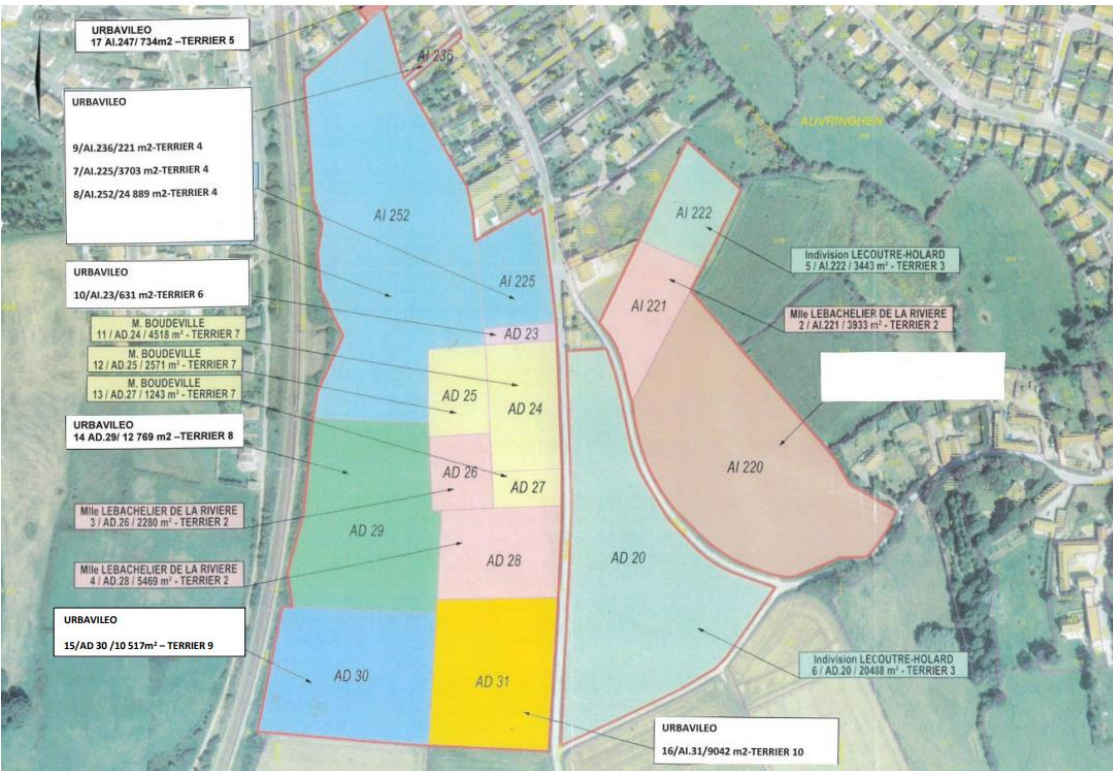 URBAVILEO
17 AI.247/ 734m2 –TERRIER 5
URBAVILEO
9/AI.236/221 m2-TERRIER 4
7/AI.225/3703 m2-TERRIER 4
8/AI.252/24 889 m2-TERRIER 4
URBAVILEO
10/AI.23/631 m2-TERRIER 6
M. BOUDEVILLE
11 / AD.24 / 4518 m² - TERRIER 7
M. BOUDEVILLE
12 / AD.25 / 2571 m² - TERRIER 7
M. BOUDEVILLE
13 / AD.27 / 1243 m² - TERRIER 7
URBAVILEO
14 AD.29/ 12 769 m2 –TERRIER 8
Mlle LEBACHELIER DE LA RIVIERE
3 / AD.26 / 2280 m² - TERRIER 2
Mlle LEBACHELIER DE LA RIVIERE
4 / AD.28 / 5469 m² - TERRIER 2
URBAVILEO
15/AD 30 /10 517m² – TERRIER 9
AI 236
AI 252
AI 225
AD 23
AD 25
AD 24
AD 26
AD 27
AD 29
AD 28
AD 30
AD 31
AD 20
AI 222
AI 221
AI 220
AUVRINGHEN
Indivision LECOUTRE-HOLARD
5 / AI.222 / 3443 m² - TERRIER 3
Mlle LEBACHELIER DE LA RIVIERE
2 / AI.221 / 3933 m² - TERRIER 2
Indivision LECOUTRE-HOLARD
6 / AD.20 / 20488 m² - TERRIER 3
URBAVILEO
16/AI.31/9042 m2-TERRIER 10